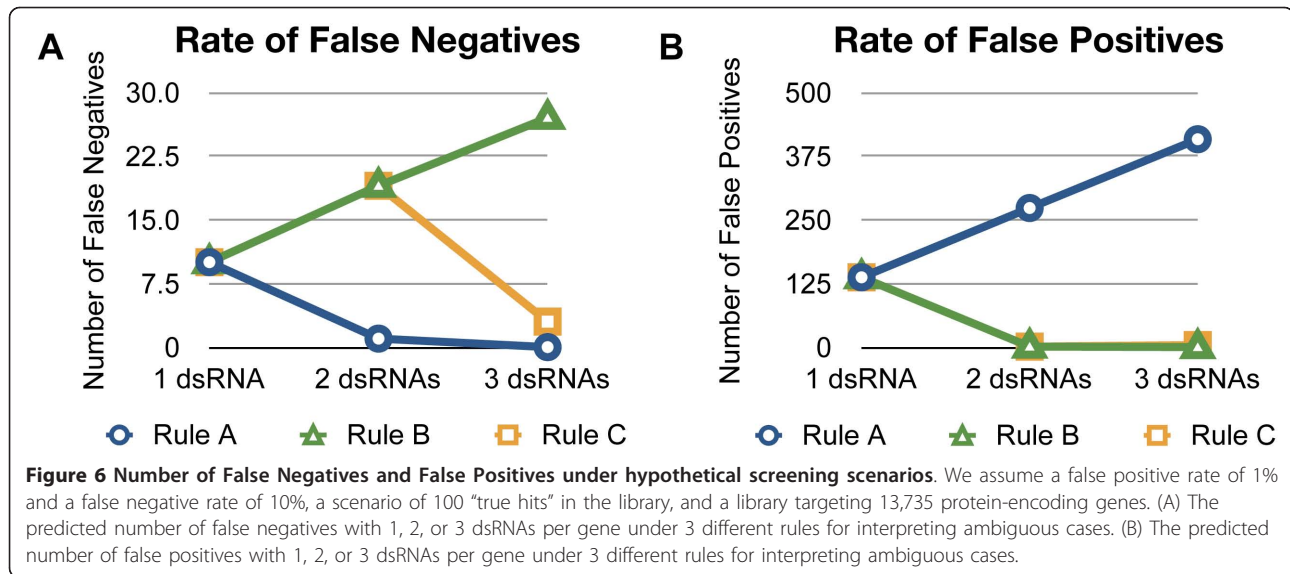 A
Rate of False Negatives
Number of False Negatives
30.0
22.5
15.0
7.5
0
1 dsRNA 2 dsRNAs 3 dsRNAs
Rule A Rule B Rule C
B
Rate of False Positives
Number of False Positives
500
375
250
125
0
1 dsRNA 2 dsRNAs 3 dsRNAs
Rule A Rule B Rule C
Figure 6 Number of False Negatives and False Positives under hypothetical screening scenarios. We assume a false positive rate of 1%
and a false negative rate of 10%, a scenario of 100 “true hits” in the library, and a library targeting 13,735 protein-encoding genes. (A) The
predicted number of false negatives with 1, 2, or 3 dsRNAs per gene under 3 different rules for interpreting ambiguous cases. (B) The predicted
number of false positives with 1, 2, or 3 dsRNAs per gene under 3 different rules for interpreting ambiguous cases.